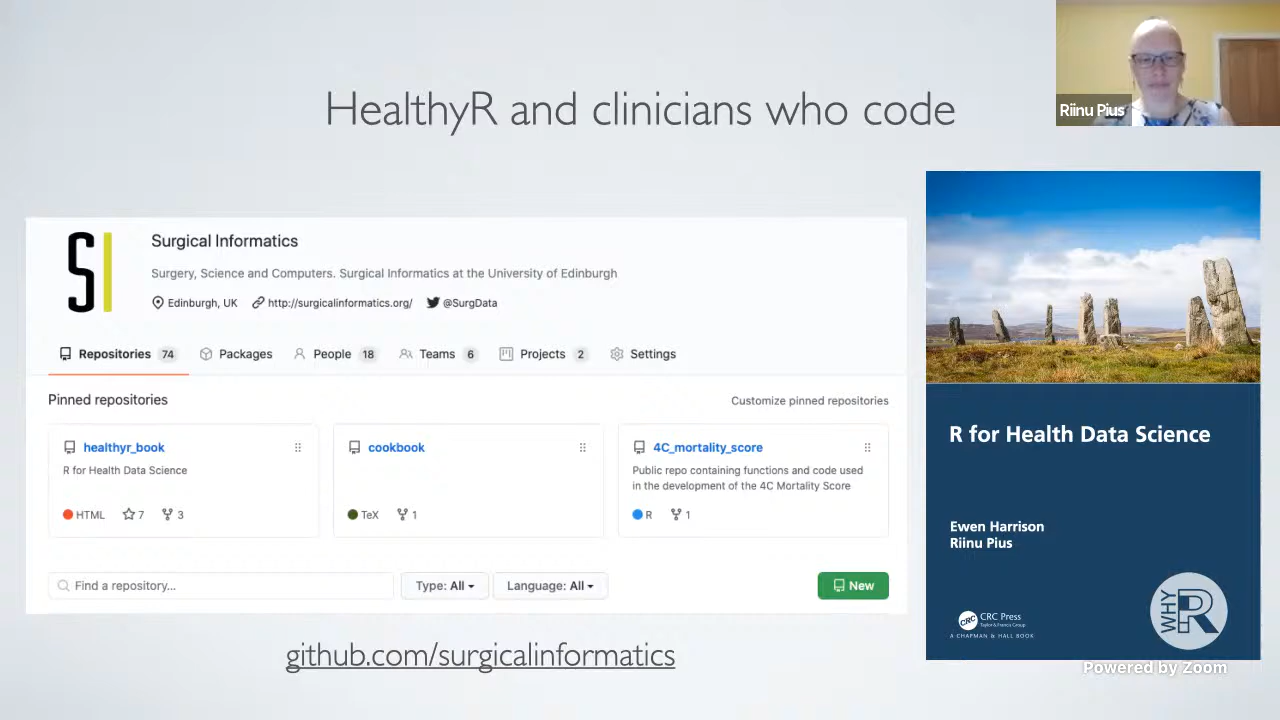 HealthyR and clinicians who code
Riinu Pius
Surgical Informatics
Surgery, Science and Computers. Surgical Informatics at the University of Edinburgh
Edinburgh, UK http://surgicalinformatics.org/ @SurgData
Repositories 74 Packages People 18 Teams 6 Projects 2 Settings
Pinned repositories Customize pinned repositories
healthyr_book
R for Health Data Science
HTML 7 3
cookbook
TeX 1
4C_mortality_score
Public repo containing functions and code used
in the development of the 4C Mortality Score
R 1
Find a repository... Type: All Language: All New
github.com/surgicalinformatics
R for Health Data Science
Ewen Harrison
Riinu Pius
CRC CRC Press
Taylor & Francis Group
A CHAPMAN & HALL BOOK
WHY R
Powered by Zoom
SI